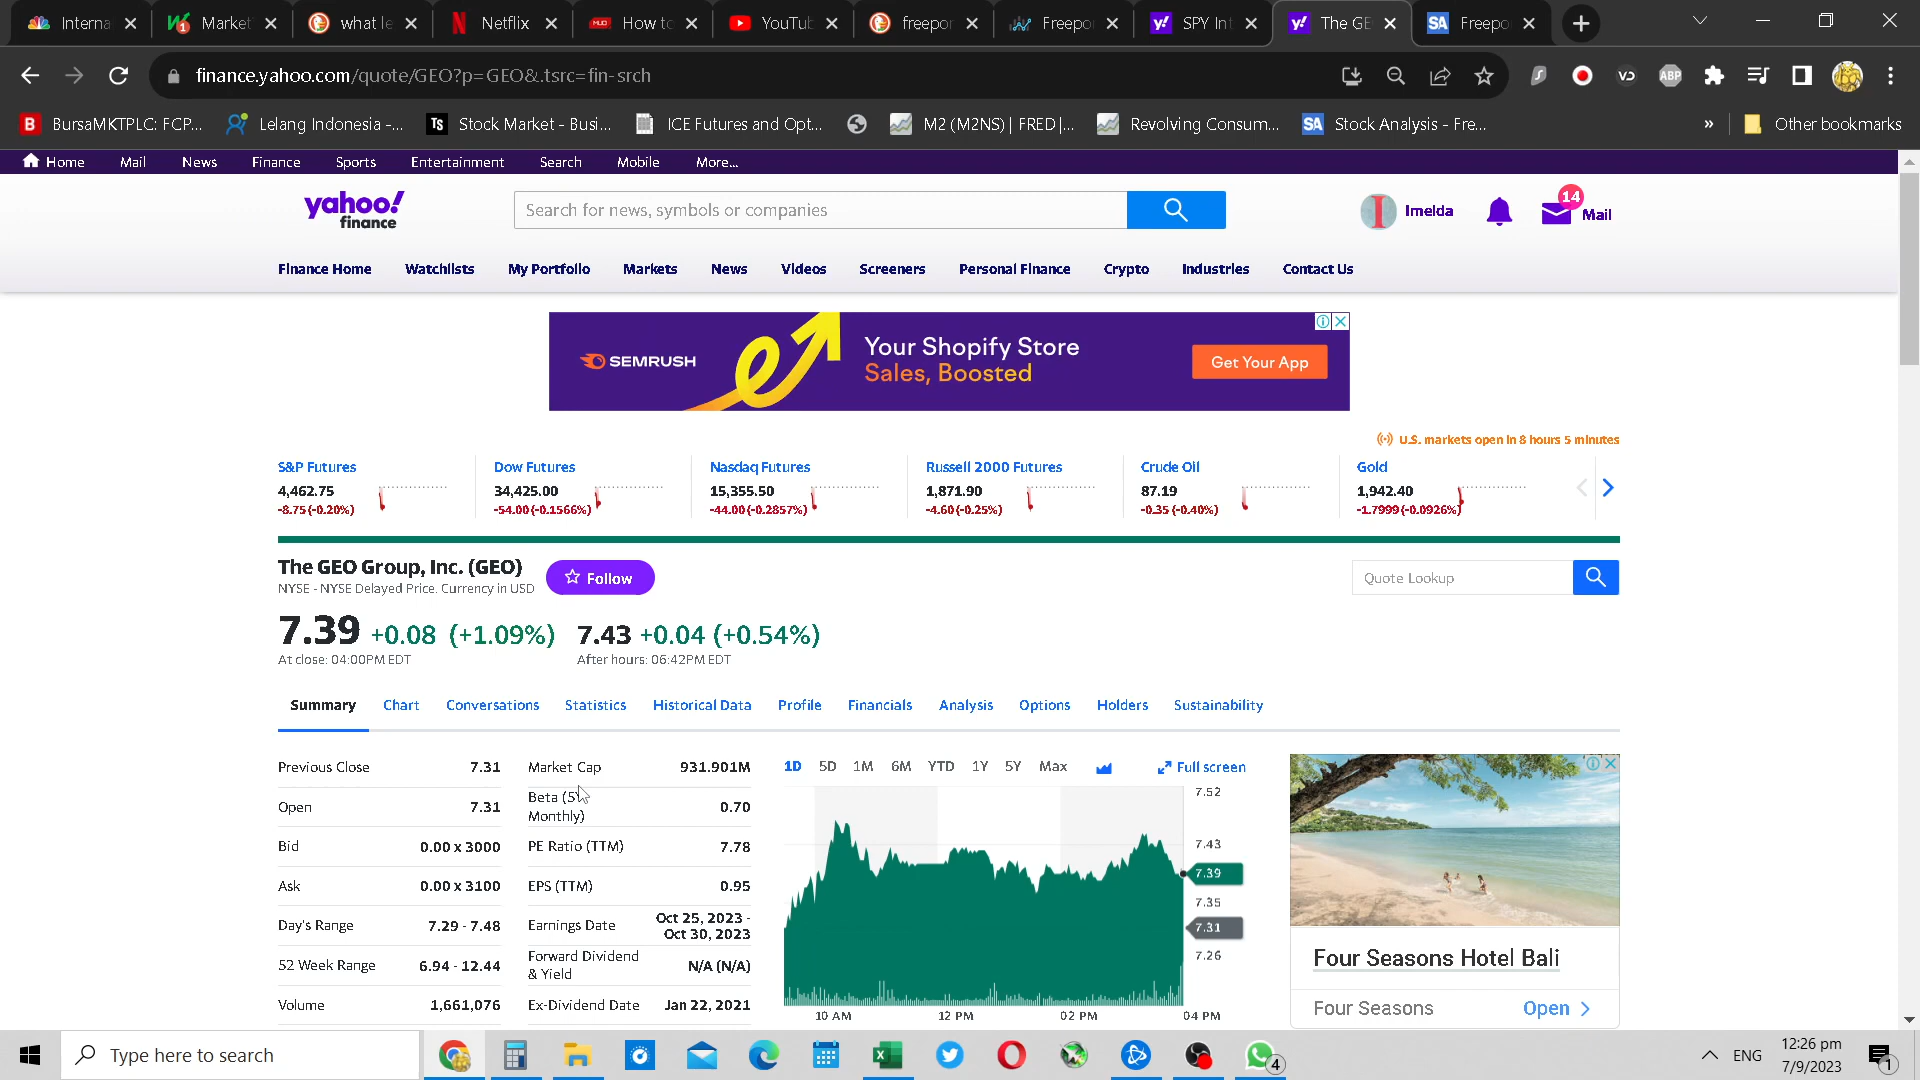 Interna
Market
what le
Netflix
How to
YouTub
freepor
Freepor
SPY Int
The GE
Freepo
finance.yahoo.com/quote/GEO?p=GEO&.tsrc=fin-srch
BursaMKTPLC: FCP...
Lelang Indonesia -...
Stock Market - Busi...
ICE Futures and Opt...
M2 (M2NS) | FRED |...
Revolving Consum...
Stock Analysis - Fre...
»
Other bookmarks
Home Mail News Finance Sports Entertainment Search Mobile More...
yahoo!
finance
Search for news, symbols or companies
Imelda
14
Mail
Finance Home Watchlists My Portfolio Markets News Videos Screeners Personal Finance Crypto Industries Contact Us
SEMRUSH
Your Shopify Store
Sales, Boosted
Get Your App
U.S. markets open in 8 hours 5 minutes
S&P Futures
4,462.75
-8.75 (-0.20%)
Dow Futures
34,425.00
-54.00 (-0.1566%)
Nasdaq Futures
15,355.50
-44.00 (-0.2857%)
Russell 2000 Futures
1,871.90
-4.60 (-0.25%)
Crude Oil
87.19
-0.35 (-0.40%)
Gold
1,942.40
-1.7999 (-0.0926%)
The GEO Group, Inc. (GEO)
NYSE - NYSE Delayed Price. Currency in USD
Follow
Quote Lookup
7.39 +0.08 (+1.09%) 7.43 +0.04 (+0.54%)
At close: 04:00PM EDT After hours: 06:42PM EDT
Summary Chart Conversations Statistics Historical Data Profile Financials Analysis Options Holders Sustainability
Previous Close 7.31
Open 7.31
Bid 0.00 x 3000
Ask 0.00 x 3100
Day's Range 7.29 - 7.48
52 Week Range 6.94 - 12.44
Volume 1,661,076
Market Cap 931.901M
Beta (5Y
Monthly) 0.70
PE Ratio (TTM) 7.78
EPS (TTM) 0.95
Earnings Date Oct 25, 2023 -
Oct 30, 2023
Forward Dividend
& Yield N/A (N/A)
Ex-Dividend Date Jan 22, 2021
1D 5D 1M 6M YTD 1Y 5Y Max Full screen
7.52
7.43
7.39
7.35
7.31
7.26
10 AM 12 PM 02 PM 04 PM
Four Seasons Hotel Bali
Four Seasons Open
Type here to search
4
ENG
12:26 pm
7/9/2023
1